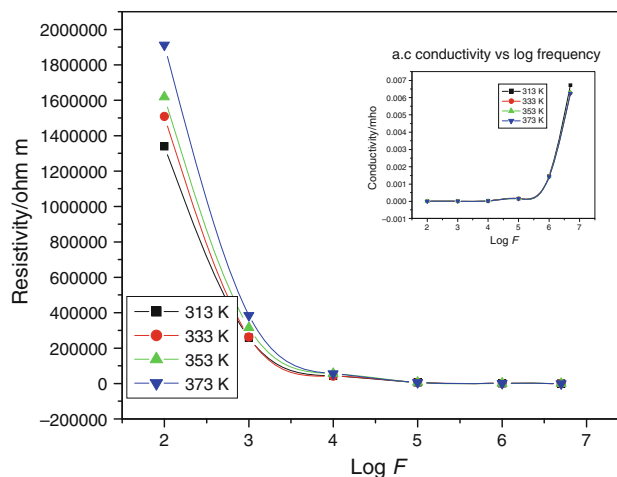 2000000
1800000
1600000
1400000
1200000
1000000
800000
600000
400000
200000
0
−200000
Resistivity/ohm m
2 3 4 5 6 7
Log F
313 K
333 K
353 K
373 K
a.c conductivity vs log frequency
0.007
0.006
0.005
0.004
0.003
0.002
0.001
0.000
−0.001
Conductivity/mho
313 K
333 K
353 K
373 K
2 3 4 5 6 7
Log F